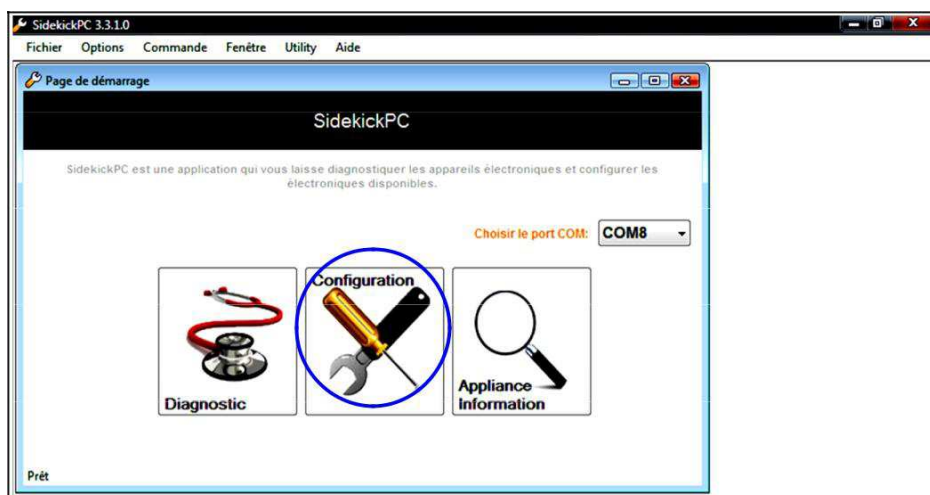 SidekickPC 3.3.1.0
Fichier Options Commande Fenêtre Utility Aide
Page de démarrage
SidekickPC
SidekickPC est une application qui vous laisse diagnostiquer les appareils électroniques et configurer les
électroniques disponibles.
Choisir le port COM: COM8
Configuration
Diagnostic
Appliance
Information
Prêt